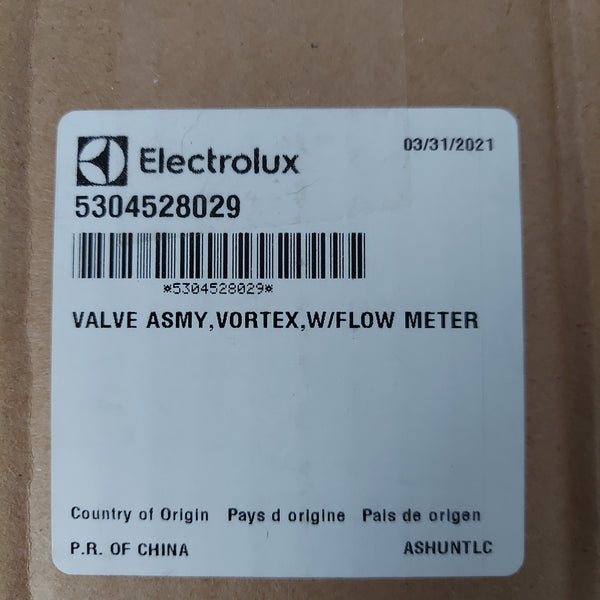 Electrolux
03/31/2021
5304528029
*5304528029*
VALVE ASMY,VORTEX,W/FLOW METER
Country of Origin Pays d origine Pais de origen
P.R. OF CHINA
ASHUNTLC